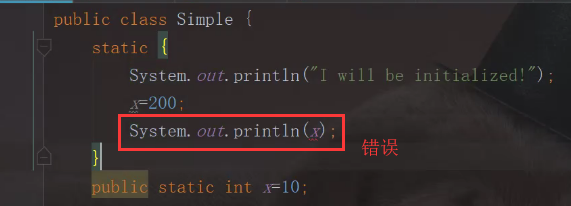 public class Simple {
static {
System.out.println("I will be initialized!");
x=200;
System.out.println(x);
错误
}
public static int x=10;